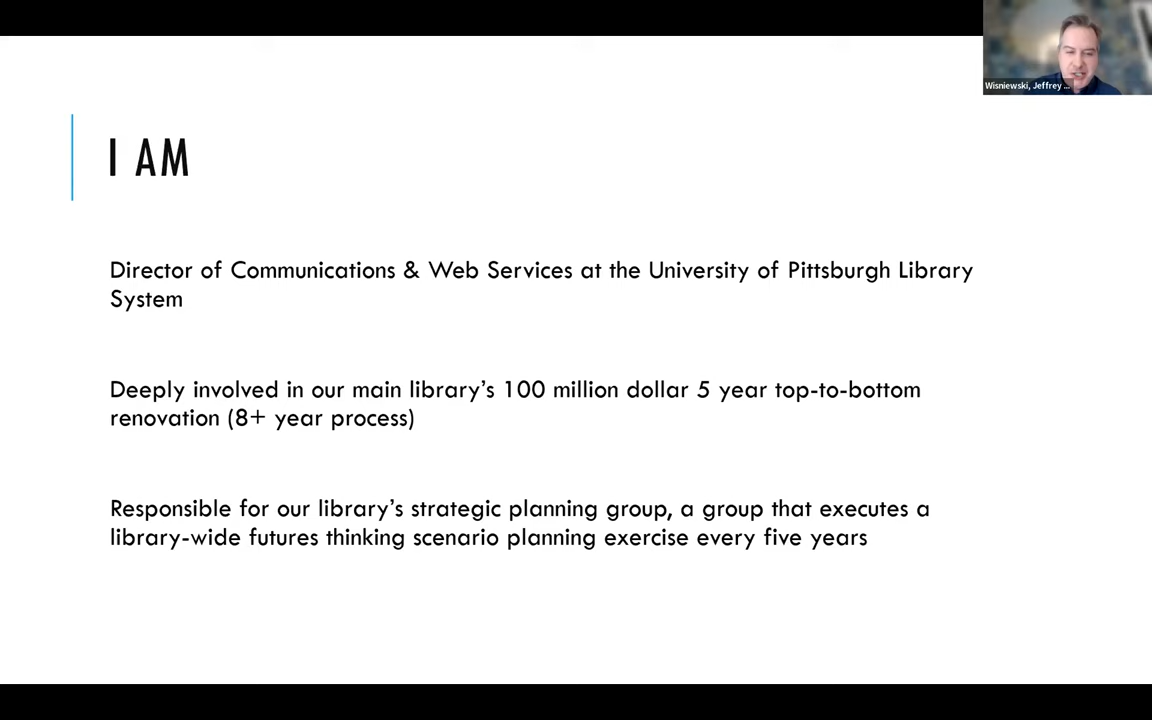 Wisniewski, Jeffrey ...
I AM
Director of Communications & Web Services at the University of Pittsburgh Library
System
Deeply involved in our main library’s 100 million dollar 5 year top-to-bottom
renovation (8+ year process)
Responsible for our library’s strategic planning group, a group that executes a
library-wide futures thinking scenario planning exercise every five years